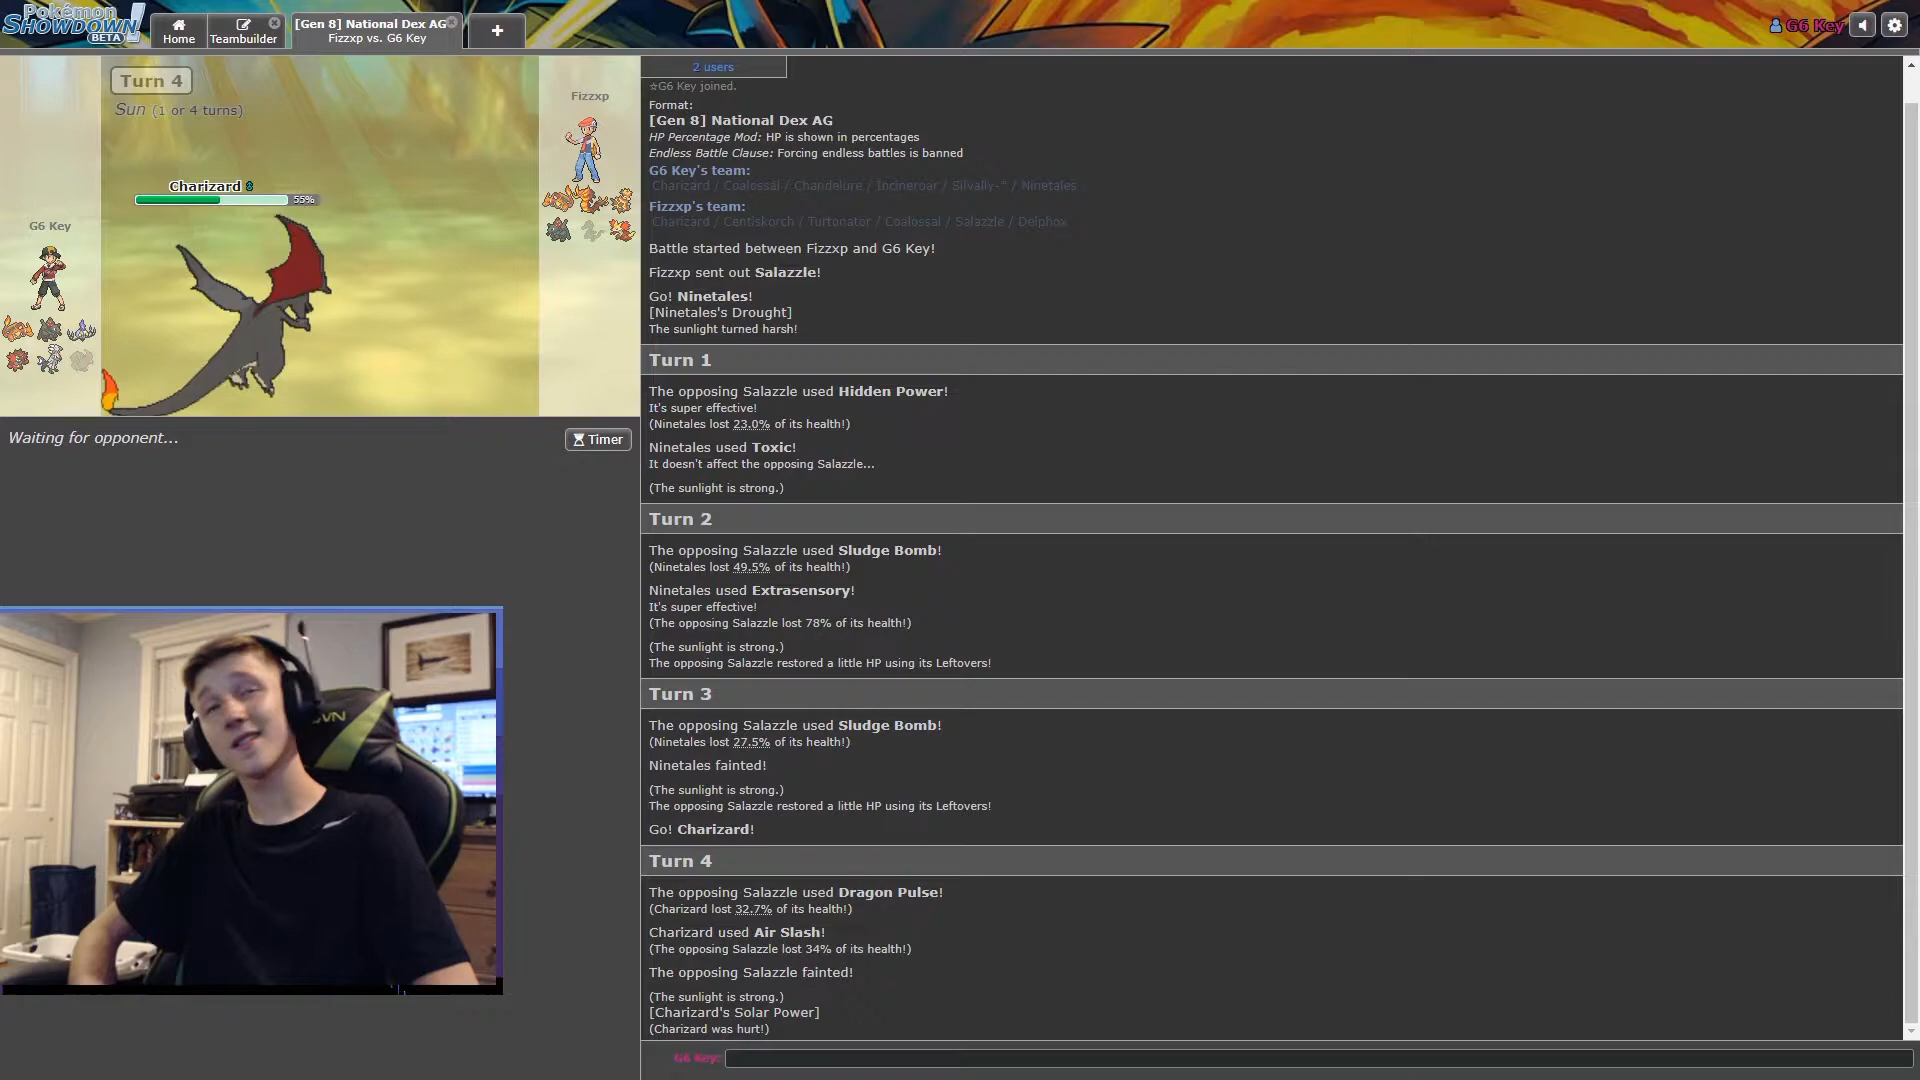 Pokémon
SHOWDOWN!
BETA
Home
Teambuilder
[Gen 8] National Dex AG
Fizzxp vs. G6 Key
+
G6 Key
Turn 4
Sun (1 or 4 turns)
Fizzxp
Charizard
55%
G6 Key
Waiting for opponent...
Timer
2 users
☆G6 Key joined.
Format:
[Gen 8] National Dex AG
HP Percentage Mod: HP is shown in percentages
Endless Battle Clause: Forcing endless battles is banned
G6 Key's team:
Charizard / Coalossal / Chandelure / Incineroar / Silvally-* / Ninetales
Fizzxp's team:
Charizard / Centiskorch / Turtonator / Coalossal / Salazzle / Delphox
Battle started between Fizzxp and G6 Key!
Fizzxp sent out Salazzle!
Go! Ninetales!
[Ninetales's Drought]
The sunlight turned harsh!
Turn 1
The opposing Salazzle used Hidden Power!
It's super effective!
(Ninetales lost 23.0% of its health!)
Ninetales used Toxic!
It doesn't affect the opposing Salazzle...
(The sunlight is strong.)
Turn 2
The opposing Salazzle used Sludge Bomb!
(Ninetales lost 49.5% of its health!)
Ninetales used Extrasensory!
It's super effective!
(The opposing Salazzle lost 78% of its health!)
(The sunlight is strong.)
The opposing Salazzle restored a little HP using its Leftovers!
Turn 3
The opposing Salazzle used Sludge Bomb!
(Ninetales lost 27.5% of its health!)
Ninetales fainted!
(The sunlight is strong.)
The opposing Salazzle restored a little HP using its Leftovers!
Go! Charizard!
Turn 4
The opposing Salazzle used Dragon Pulse!
(Charizard lost 32.7% of its health!)
Charizard used Air Slash!
(The opposing Salazzle lost 34% of its health!)
The opposing Salazzle fainted!
(The sunlight is strong.)
[Charizard's Solar Power]
(Charizard was hurt!)
G6 Key: